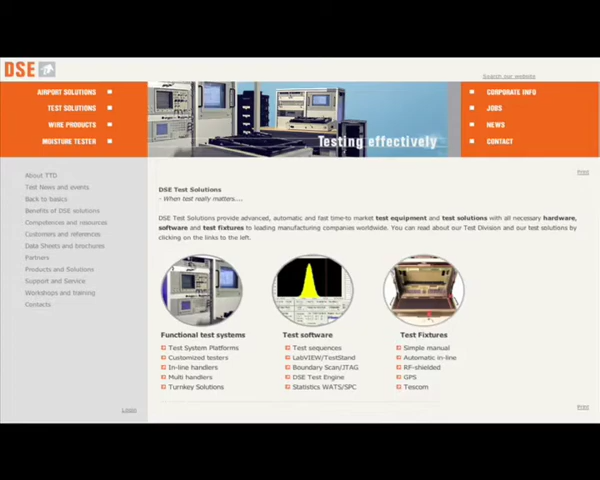 DSE
Search our website
AIRPORT SOLUTIONS
TEST SOLUTIONS
WIRE PRODUCTS
MOISTURE TESTER
Testing effectively
CORPORATE INFO
JOBS
NEWS
CONTACT
About TTD
Test News and events
Back to basics
Benefits of DSE solutions
Competences and resources
Customers and references
Data Sheets and brochures
Partners
Products and Solutions
Support and Service
Workshops and training
Contacts
Login
Print
DSE Test Solutions
- When test really matters...
DSE Test Solutions provide advanced, automatic and fast time-to market test equipment and test solutions with all necessary hardware,
software and test fixtures to leading manufacturing companies worldwide. You can read about our Test Division and our test solutions by
clicking on the links to the left.
Functional test systems
Test System Platforms
Customized testers
In-line handlers
Multi handlers
Turnkey Solutions
Test software
Test sequences
LabVIEW/TestStand
Boundary Scan/JTAG
DSE Test Engine
Statistics WATS/SPC
Test Fixtures
Simple manual
Automatic in-line
RF-shielded
GPS
Tescom
Print